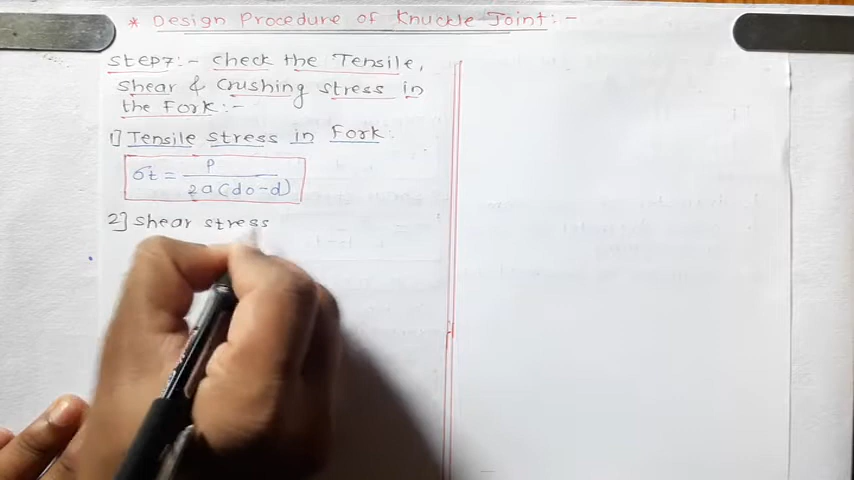 * Design Procedure of Knuckle Joint:-
Step7:- check the Tensile,
shear & crushing stress in
the Fork:-
1] Tensile stress in Fork:
σt = P / 2a(do-d)
2] shear stress